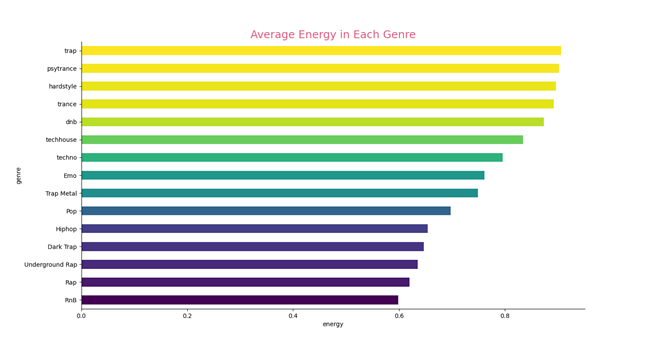 Average Energy in Each Genre
trap
psytrance
hardstyle
trance
dnb
techhouse
techno
Emo
Trap Metal
Pop
Hiphop
Dark Trap
Underground Rap
Rap
RnB
genre
0.0 0.2 0.4 0.6 0.8
energy